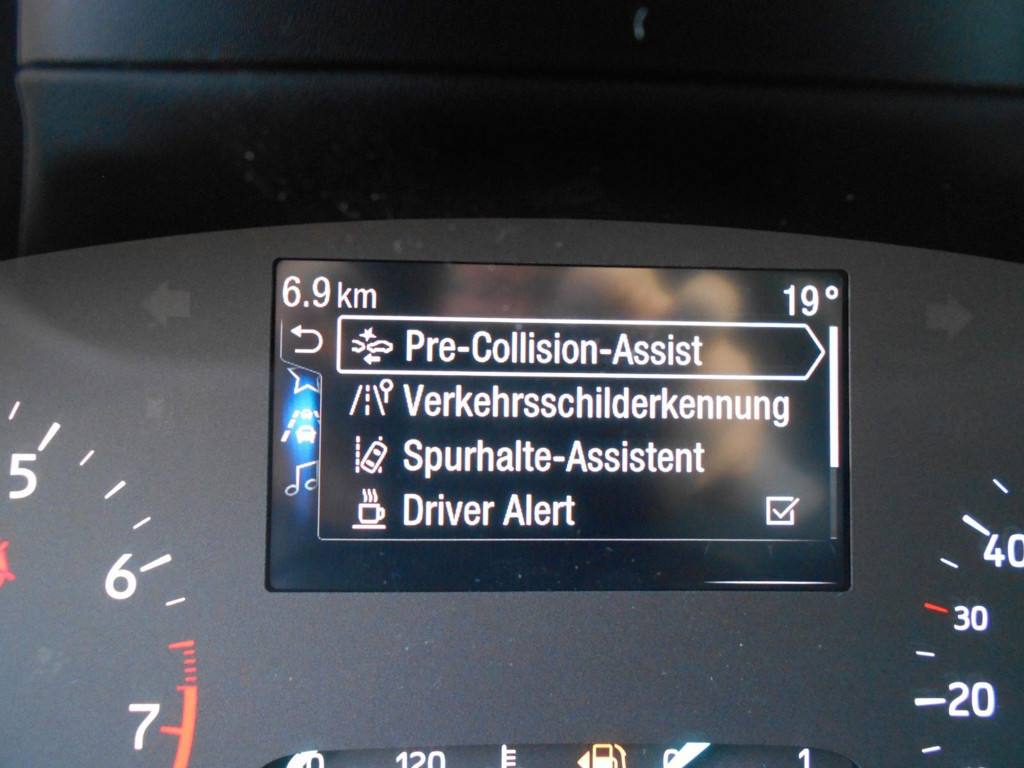 6.9 km 19°
Pre-Collision-Assist
Verkehrsschilderkennung
Spurhalte-Assistent
Driver Alert
5
6
7
40
30
20
120
1